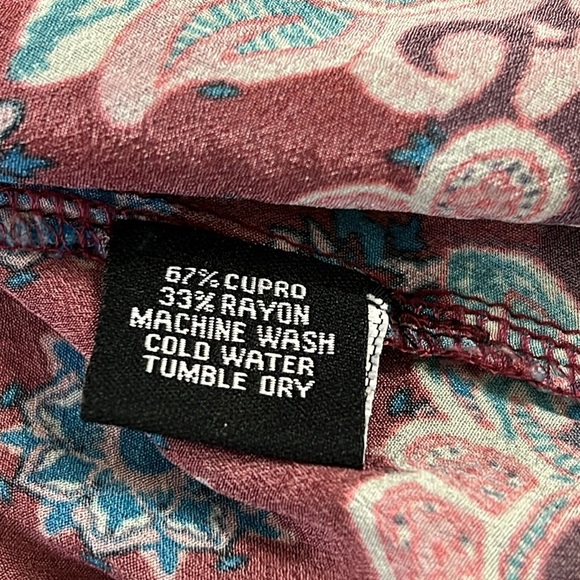 67% CUPRO
33% RAYON
MACHINE WASH
COLD WATER
TUMBLE DRY